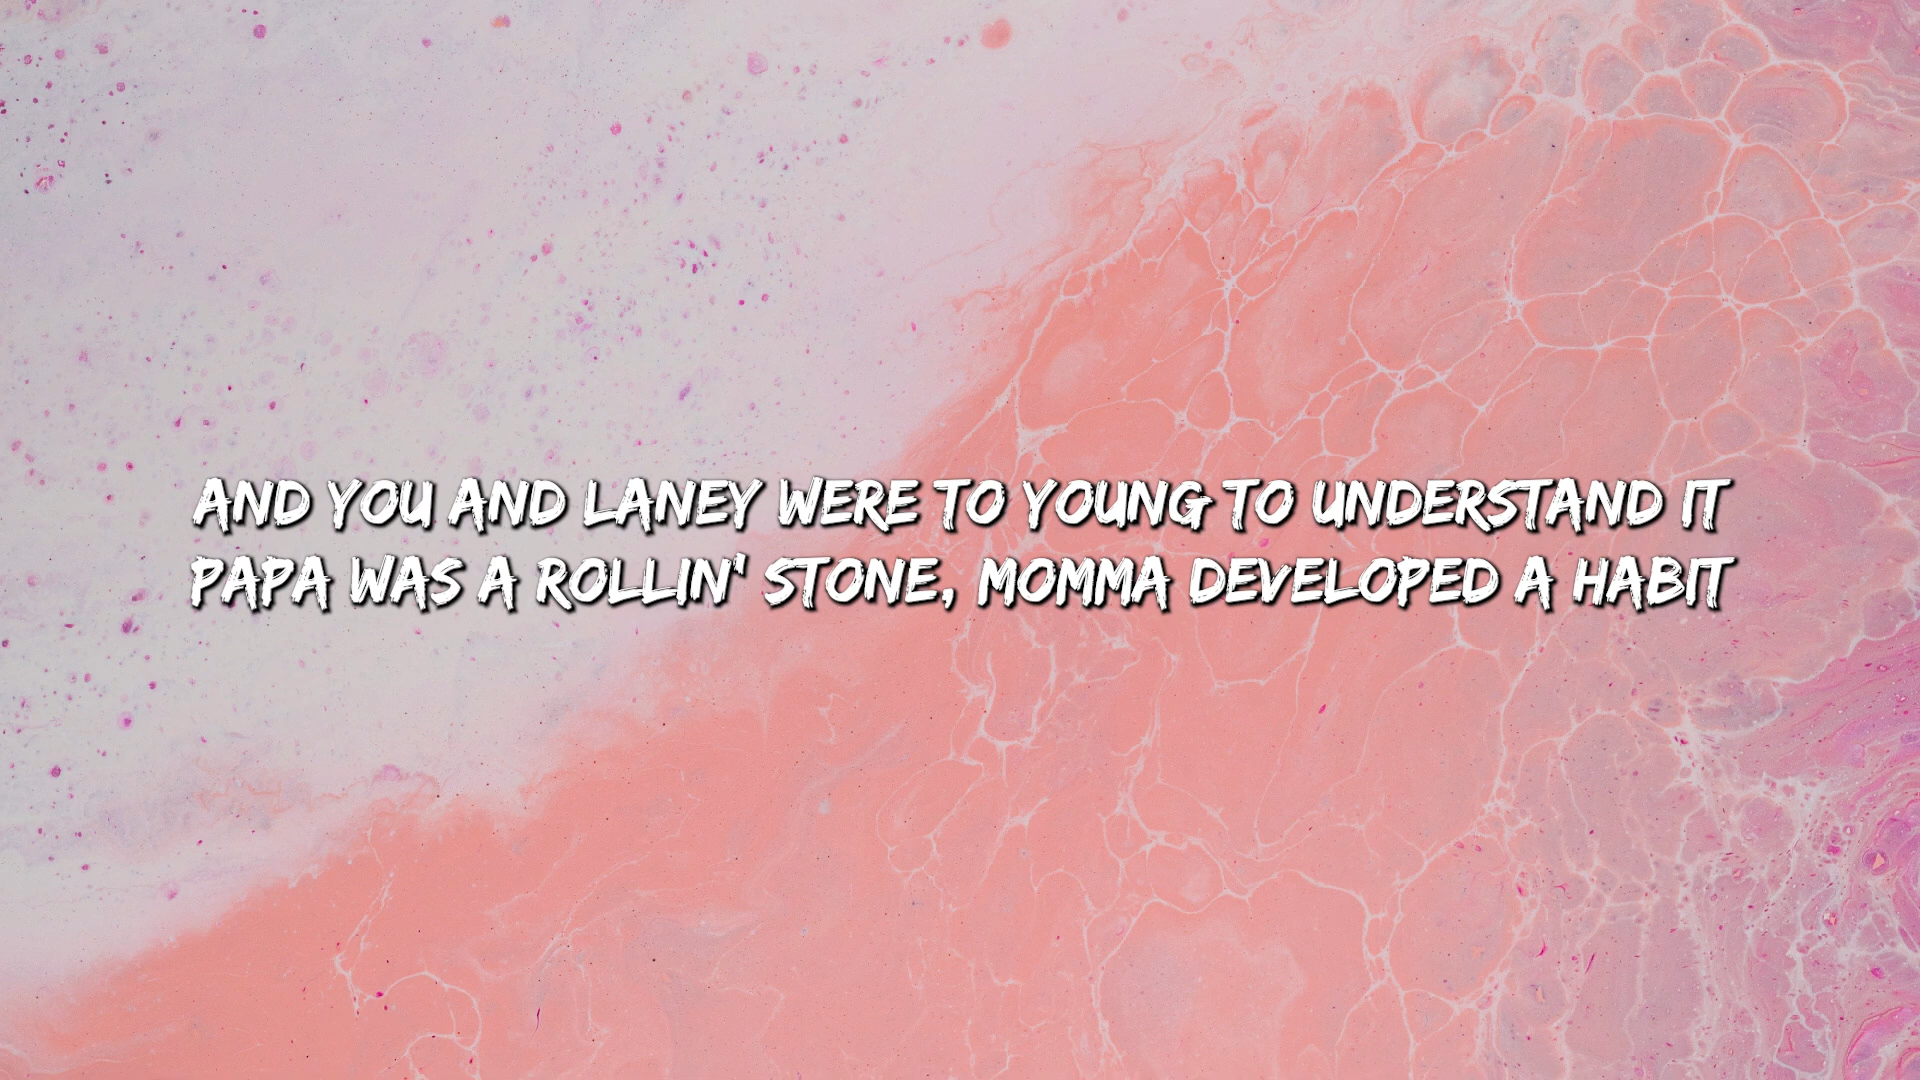 AND YOU AND LANEY WERE TO YOUNG TO UNDERSTAND IT
PAPA WAS A ROLLIN' STONE, MOMMA DEVELOPED A HABIT